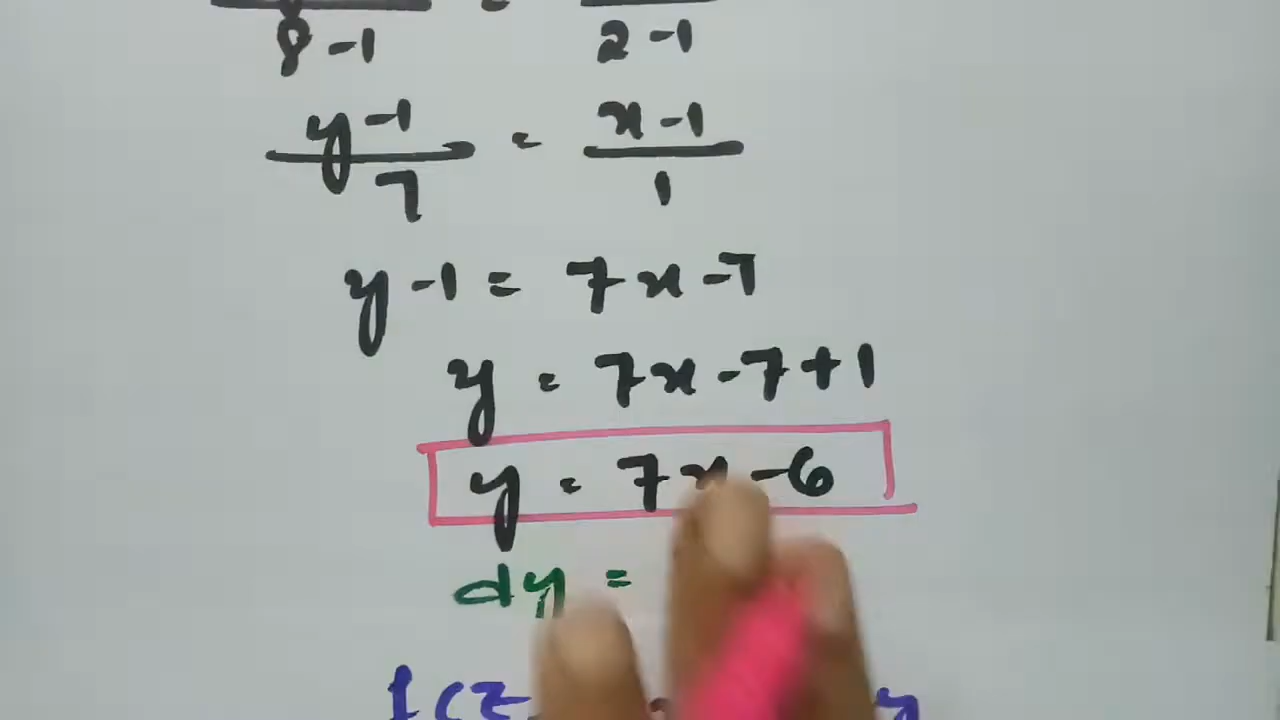 8-1 = 2-1
y-1/7 = x-1/1
y-1 = 7x-7
y = 7x-7+1
y = 7x-6
dy =
f(z
y